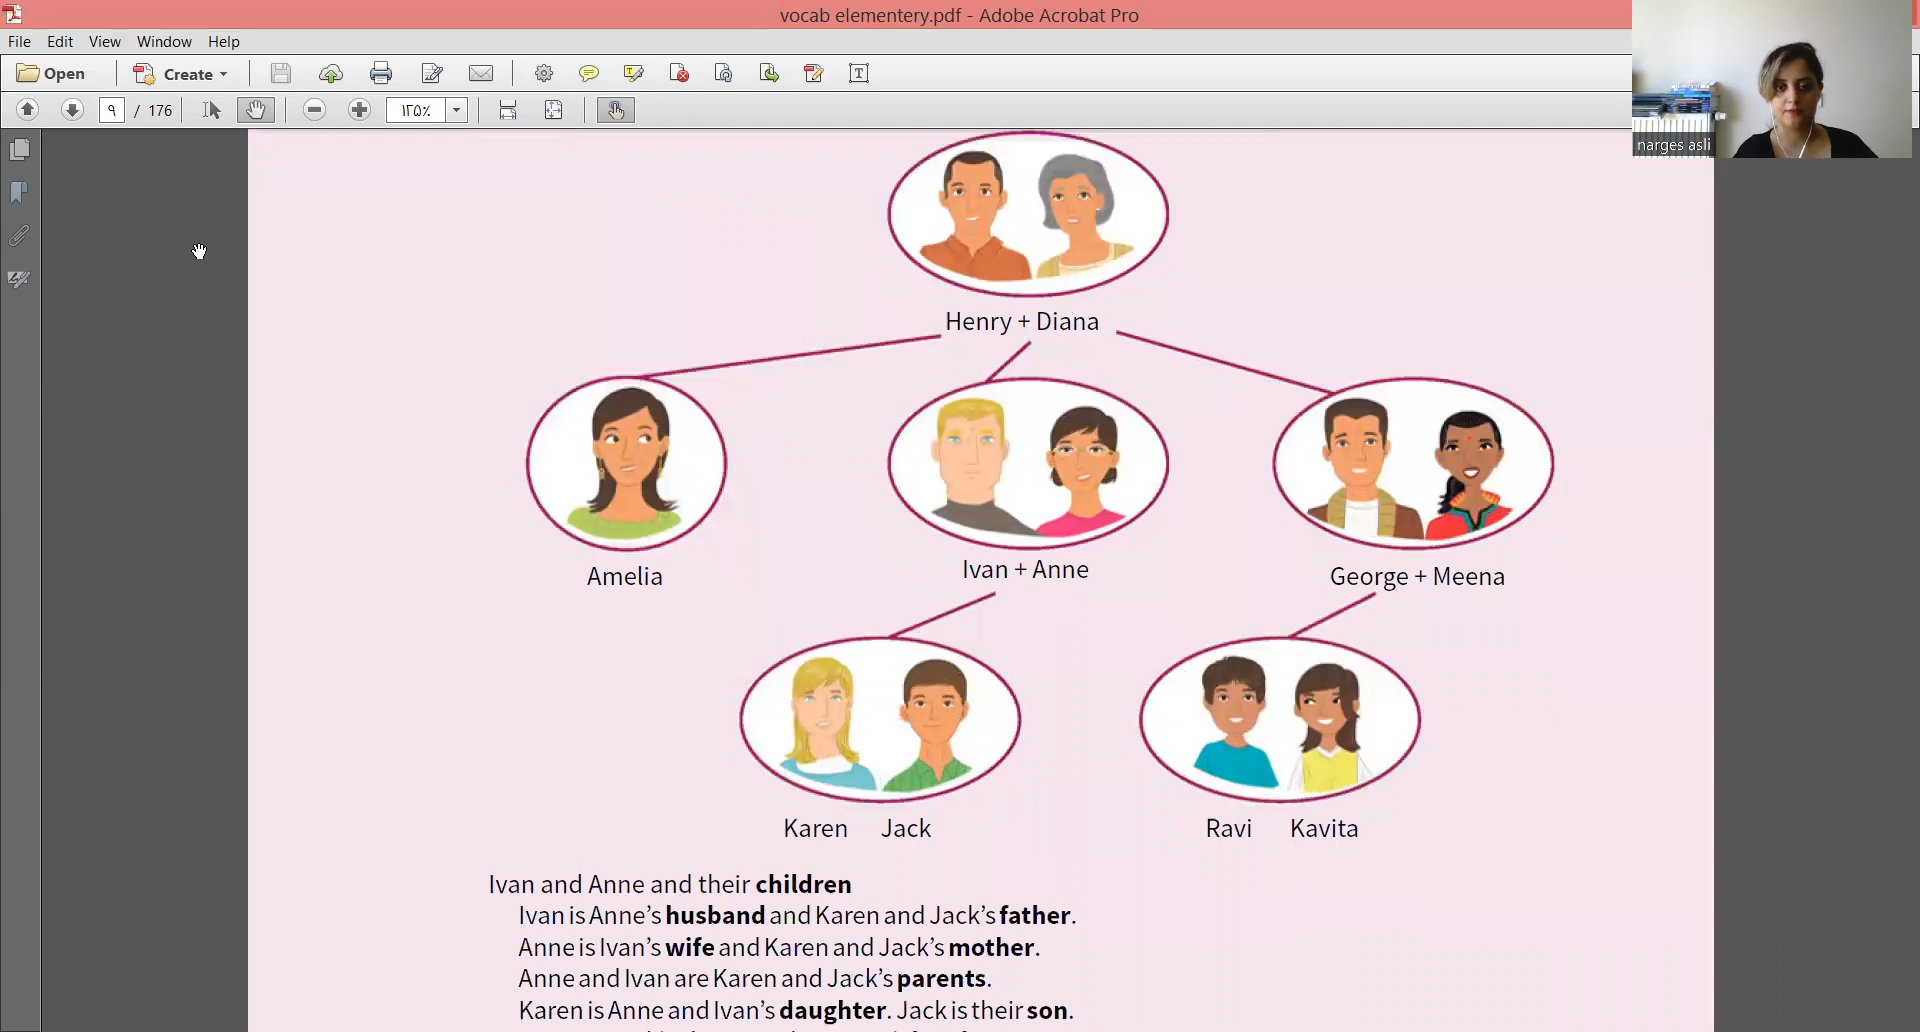 vocab elementery.pdf - Adobe Acrobat Pro
File Edit View Window Help
Open Create
۹ / 176 ۱۲۵٪
narges asli
Henry + Diana
Amelia Ivan + Anne George + Meena
Karen Jack Ravi Kavita
Ivan and Anne and their children
Ivan is Anne’s husband and Karen and Jack’s father.
Anne is Ivan’s wife and Karen and Jack’s mother.
Anne and Ivan are Karen and Jack’s parents.
Karen is Anne and Ivan’s daughter. Jack is their son.